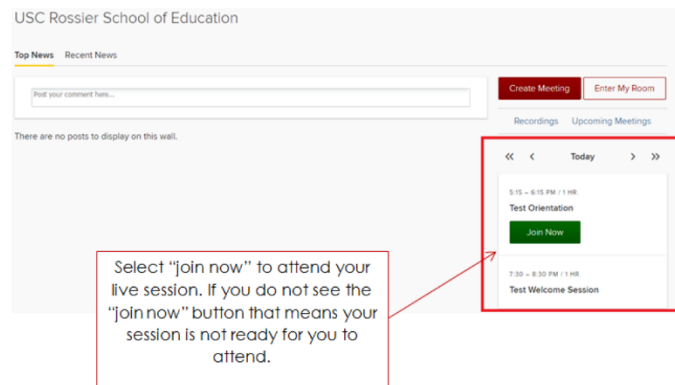 USC Rossier School of Education
Top News Recent News
Post your comment here...
There are no posts to display on this wall.
Create Meeting Enter My Room
Recordings Upcoming Meetings
« < Today > »
5:15 – 6:15 PM / 1 HR
Test Orientation
Join Now
7:30 – 8:30 PM / 1 HR
Test Welcome Session
Select “join now” to attend your
live session. If you do not see the
“join now” button that means your
session is not ready for you to
attend.